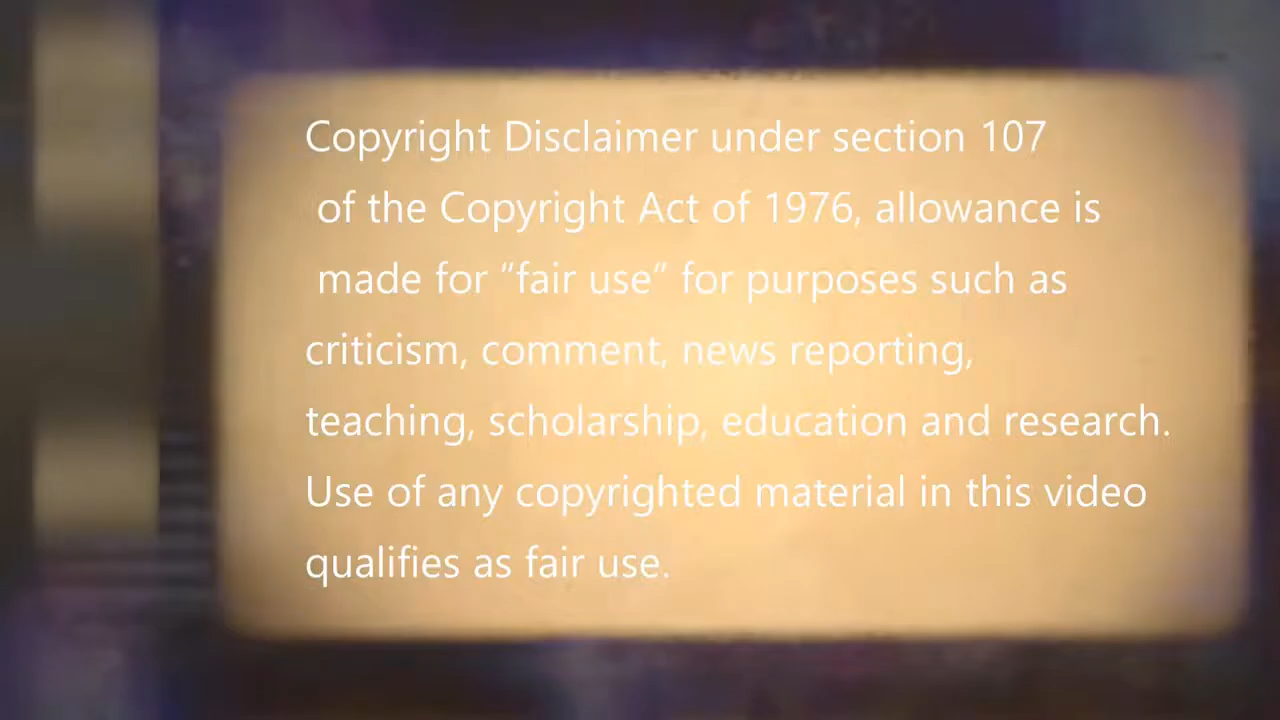 Copyright Disclaimer under section 107
of the Copyright Act of 1976, allowance is
made for “fair use” for purposes such as
criticism, comment, news reporting,
teaching, scholarship, education and research.
Use of any copyrighted material in this video
qualifies as fair use.